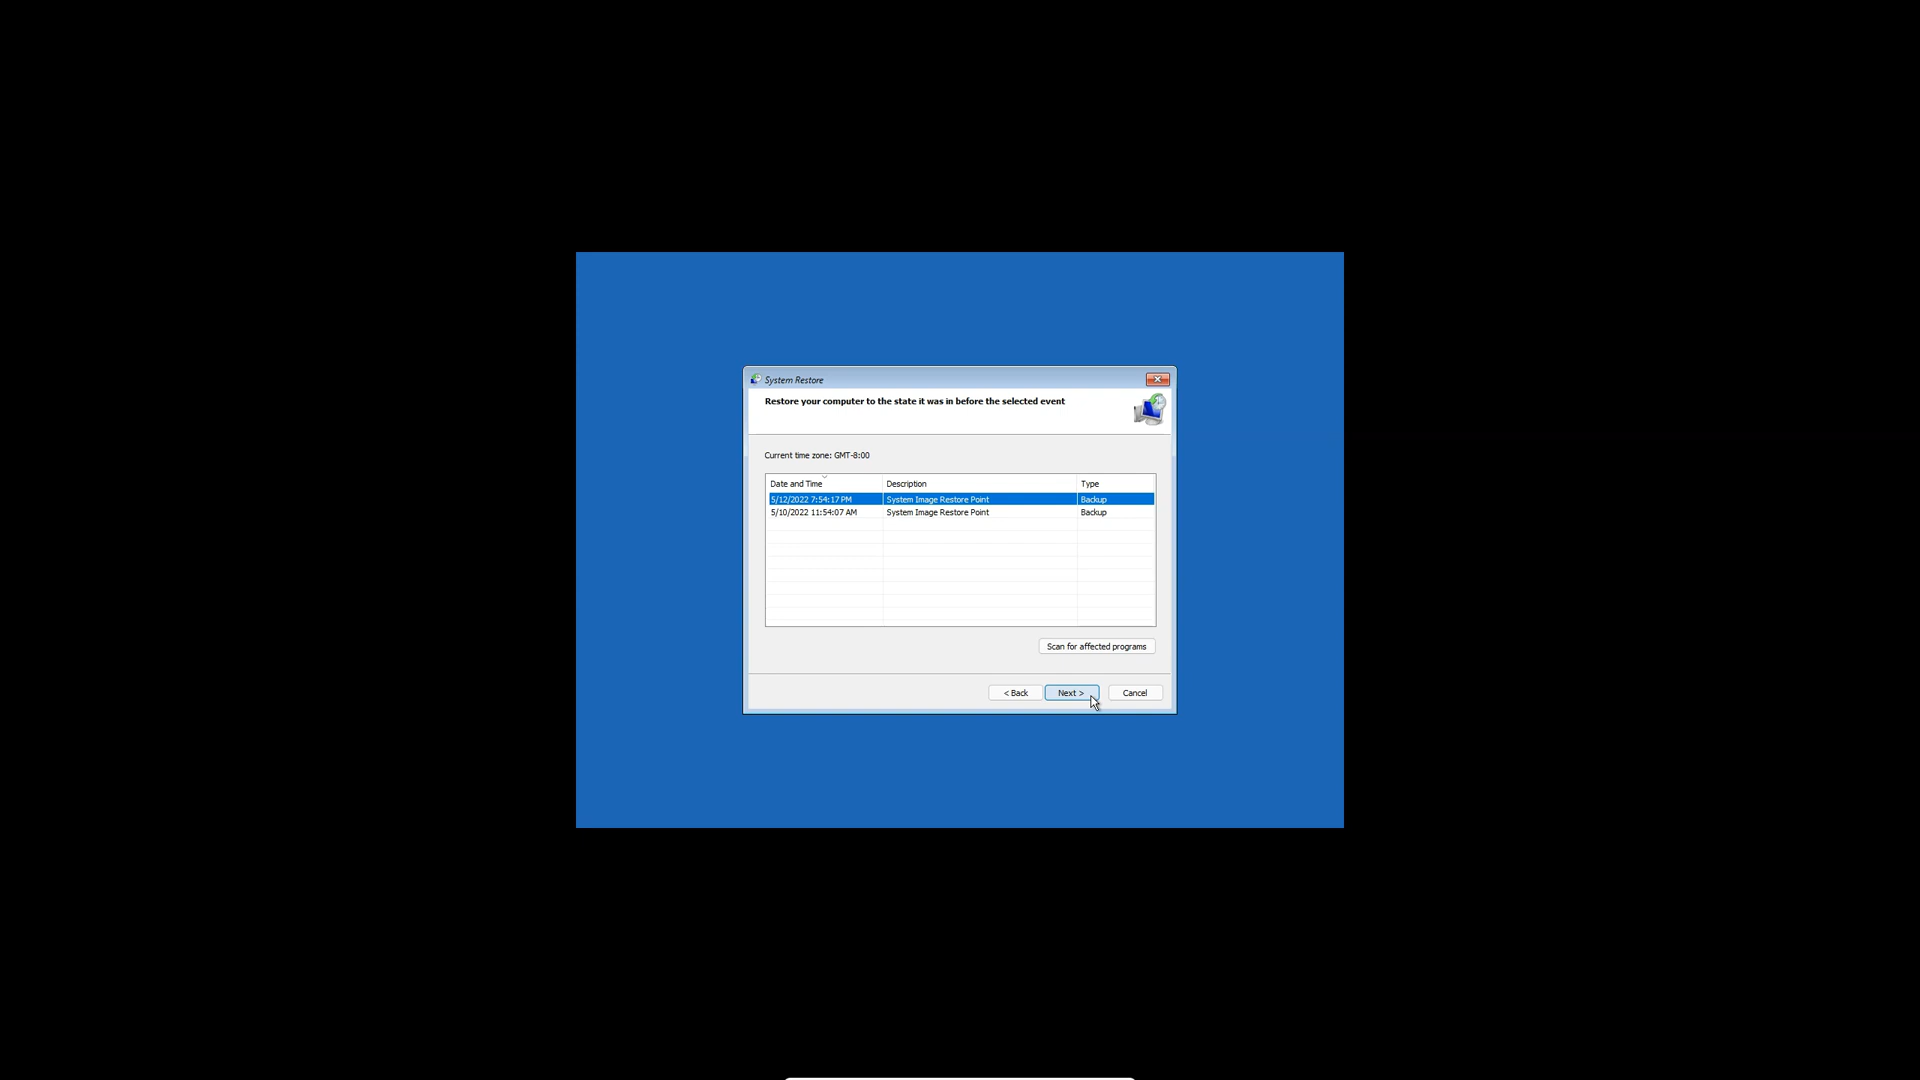 System Restore
Restore your computer to the state it was in before the selected event
Current time zone: GMT-8:00
Date and Time Description Type
5/12/2022 7:54:17 PM System Image Restore Point Backup
5/10/2022 11:54:07 AM System Image Restore Point Backup
Scan for affected programs
< Back Next > Cancel